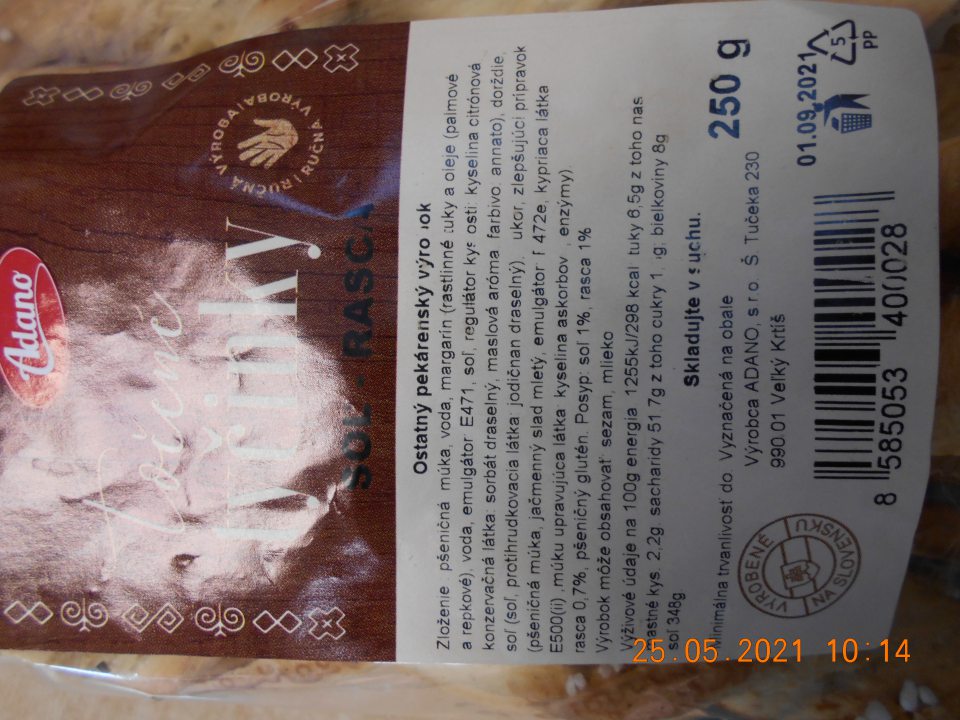 Adano
Točené
tyčinky
SOĽ - RASCA
RUČNÁ VÝROBA RUČNÁ VÝROBA
Ostatný pekárenský výro ok
Zloženie: pšeničná múka, voda, margarín (rastlinné tuky a oleje (palmové
a repkové), voda, emulgátor E471, soľ, regulátor kys osti: kyselina citrónová
konzervačná látka: sorbát draselný, maslová aróma farbivo annato), dorždie,
soľ (soľ, protihrudkovacia látka: jodičnan draselný), ukor, zlepšujúci prípravok
(pšeničná múka, jačmenný slad mletý, emulgátor E 472e, kypriaca látka
E500(ii) ,múku upravujúca látka kyselina askorbov , enzýmy).
rasca 0,7%, pšeničný glutén. Posyp: soľ 1%, rasca 1%
Výrobok môže obsahovať: sezam, mlieko
Výživové údaje na 100g energia 1255kJ/298 kcal tuky 6,5g z toho nas
mastné kys. 2,2g sacharidy 51 7g z toho cukry 1, g; bielkoviny 8g
soľ 348g
Skladujte v suchu.
Minimálna trvanlivosť do: Vyznačená na obale
Výrobca ADANO, s r o. Š. Tučeka 230
990.01 Veľký Krtíš
250 g
01.09.2021
5
PP
8 585053 400028
VYROBENÉ NA SLOVENSKU
25.05.2021 10:14